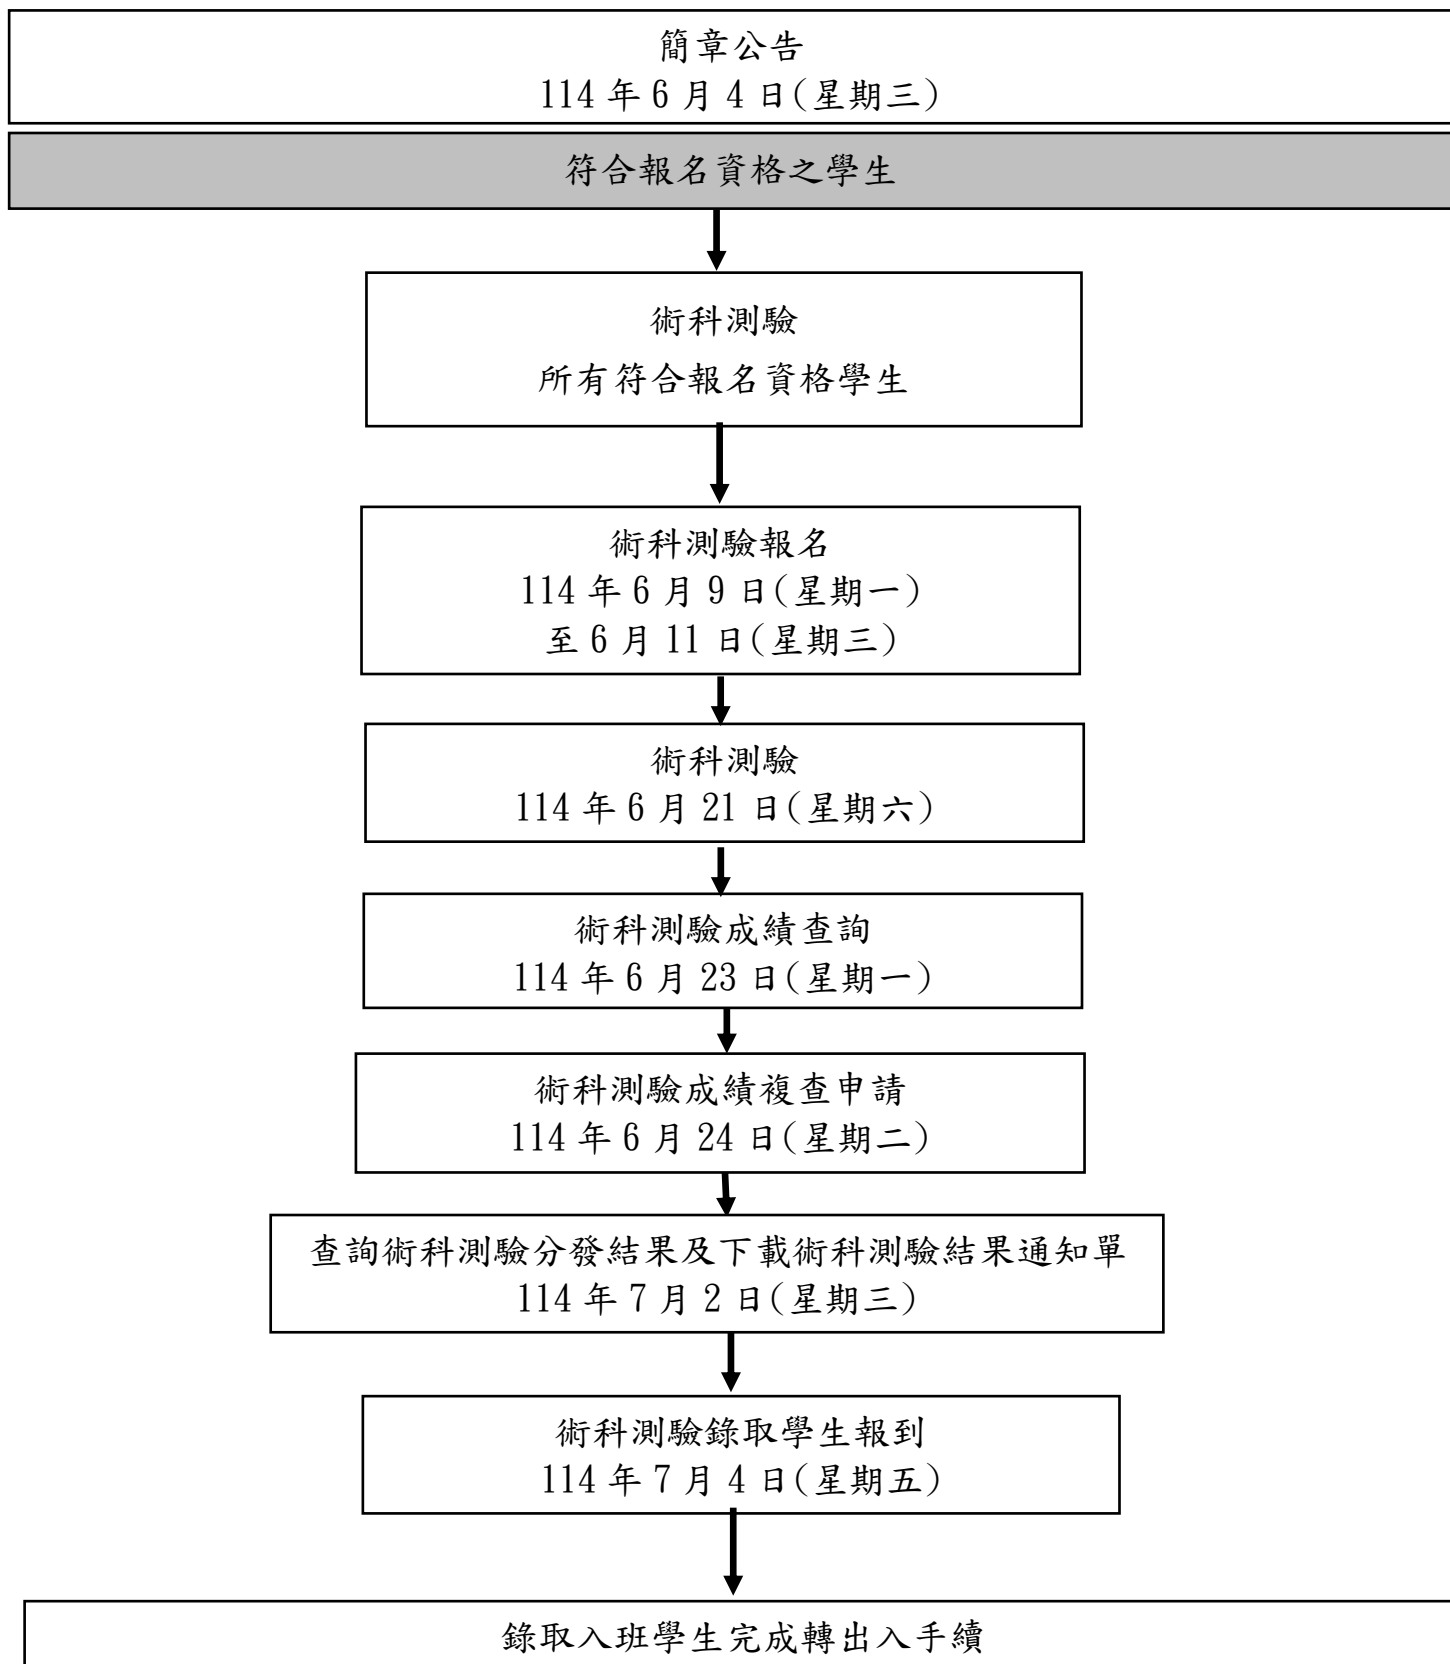 簡章公告
114 年 6 月 4 日(星期三)
符合報名資格之學生
術科測驗
所有符合報名資格學生
術科測驗報名
114 年 6 月 9 日(星期一)
至 6 月 11 日(星期三)
術科測驗
114 年 6 月 21 日(星期六)
術科測驗成績查詢
114 年 6 月 23 日(星期一)
術科測驗成績複查申請
114 年 6 月 24 日(星期二)
查詢術科測驗分發結果及下載術科測驗結果通知單
114 年 7 月 2 日(星期三)
術科測驗錄取學生報到
114 年 7 月 4 日(星期五)
錄取入班學生完成轉出入手續